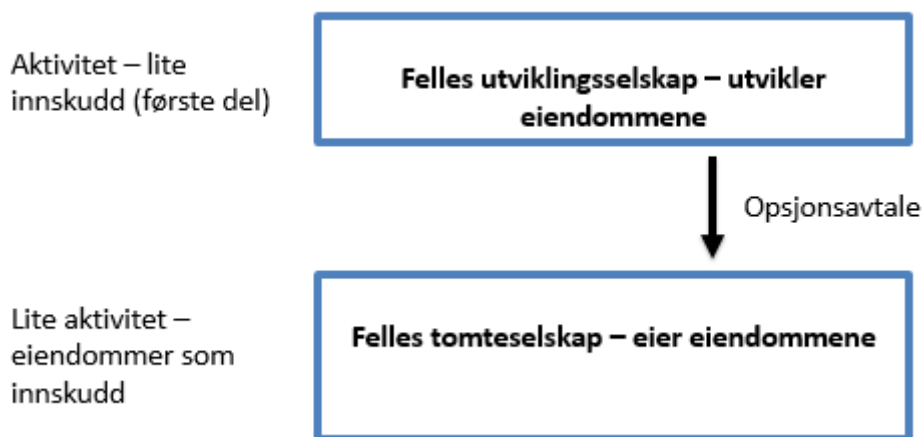 Aktivitet – lite
innskudd (første del)
Felles utviklingsselskap – utvikler
eiendommene
Opsjonsavtale
Lite aktivitet –
eiendommer som
innskudd
Felles tomteselskap – eier eiendommene